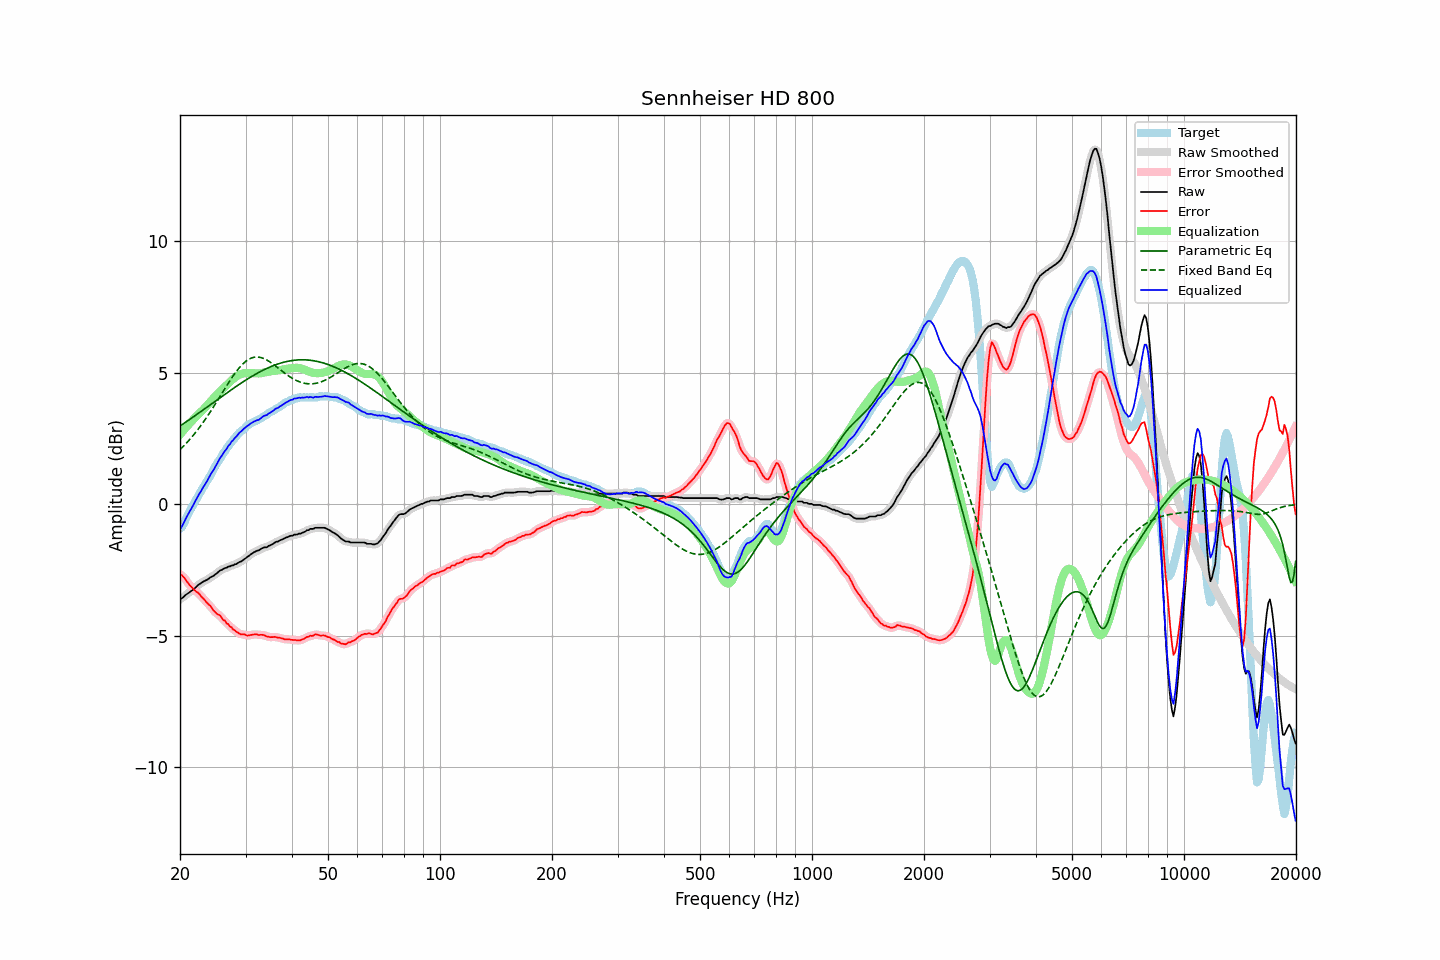 Sennheiser HD 800
Target
Raw Smoothed
Error Smoothed
Raw
Error
Equalization
Parametric Eq
Fixed Band Eq
Equalized
Amplitude (dBr)
10
5
0
−5
−10
20 50 100 200 500 1000 2000 5000 10000 20000
Frequency (Hz)